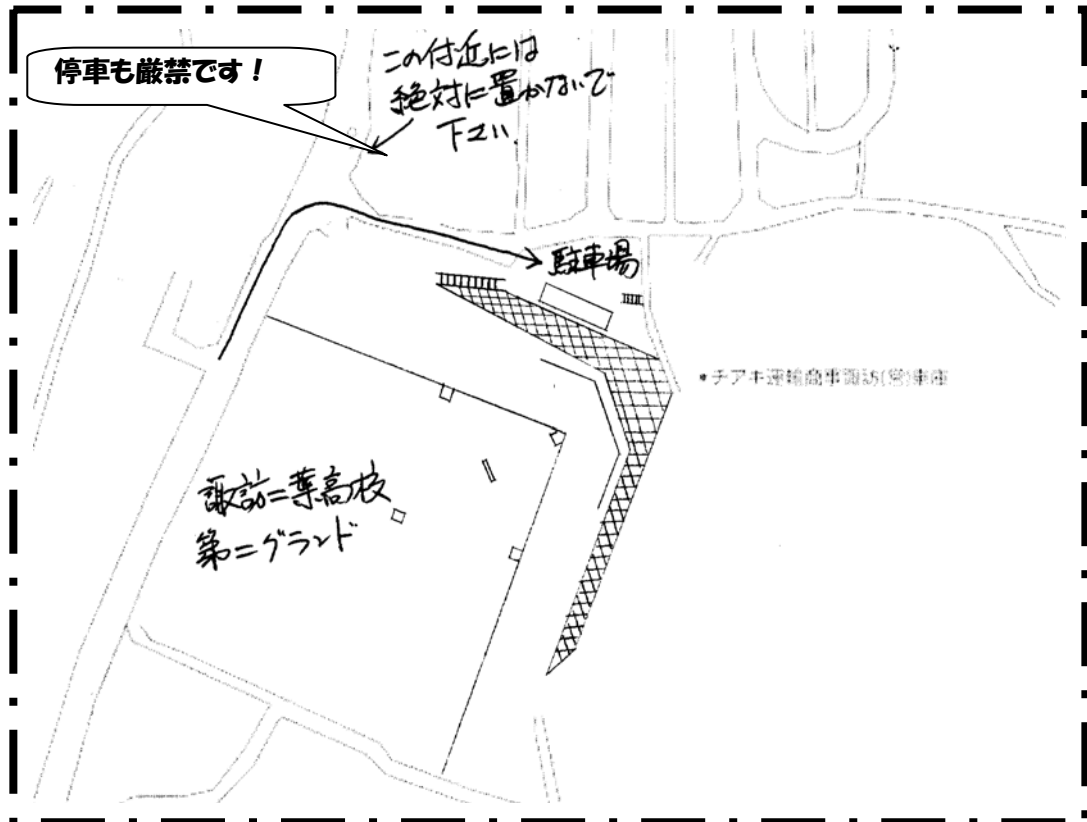 停車も厳禁です！
この付近には
絶対に置かないで
下さい
駐車場
チアキ運輸商事諏訪(営)車庫
諏訪二葉高校
第二グランド